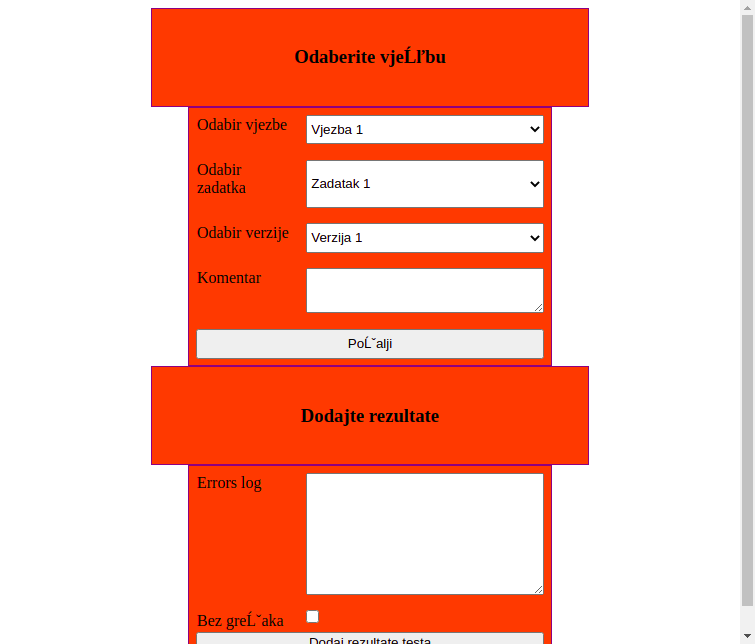 Odaberite vjeĹľbu
Odabir vjezbe
Vjezba 1
Odabir
zadatka
Zadatak 1
Odabir verzije
Verzija 1
Komentar
PoĹˇalji
Dodajte rezultate
Errors log
Bez greĹˇaka
Dodaj rezultate testa